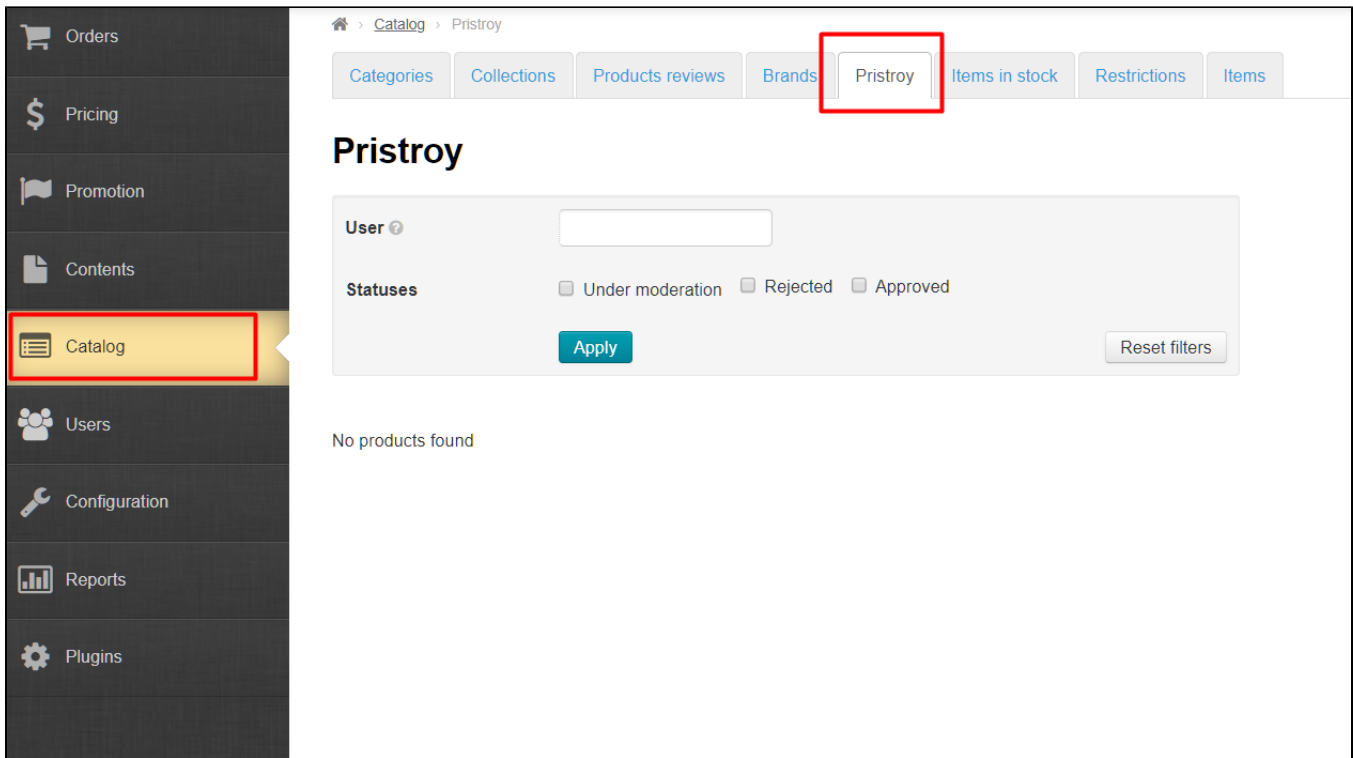 Orders
Pricing
Promotion
Contents
Catalog
Users
Configuration
Reports
Plugins
Catalog Pristroy
Categories Collections Products reviews Brands Pristroy Items in stock Restrictions Items
Pristroy
User
Statuses Under moderation Rejected Approved
Apply Reset filters
No products found